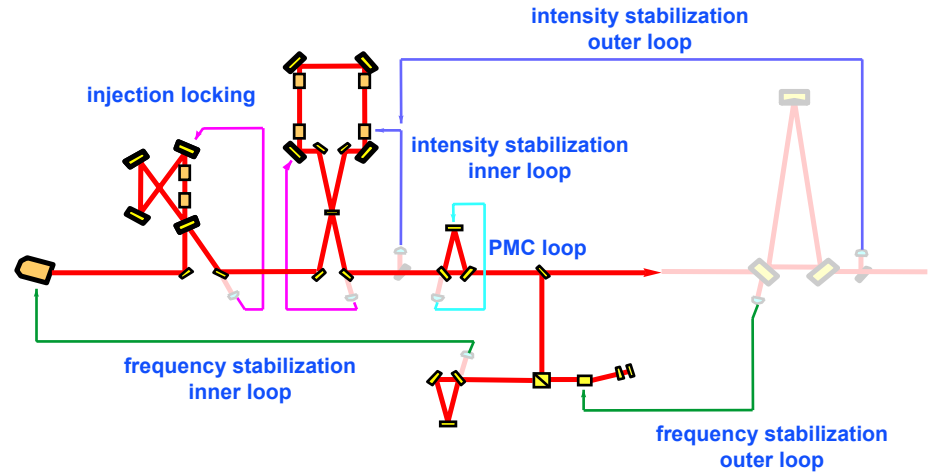 intensity stabilization
outer loop
injection locking
intensity stabilization
inner loop
PMC loop
frequency stabilization
inner loop
frequency stabilization
outer loop